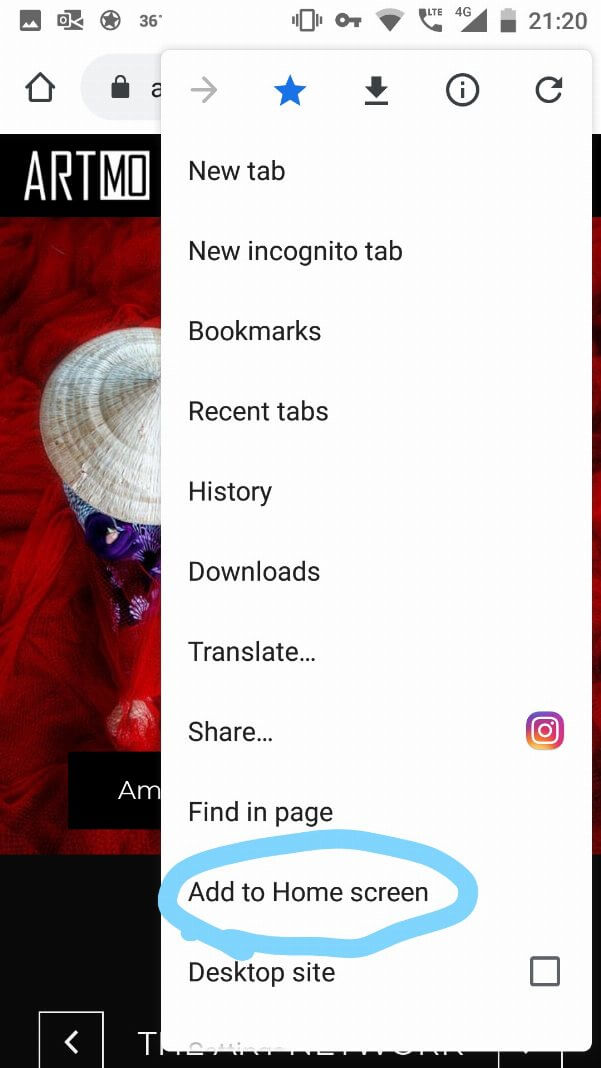 36°
LTE
4G
21:20
a
ARTMO
New tab
New incognito tab
Bookmarks
Recent tabs
History
Downloads
Translate...
Share...
Find in page
Am
Add to Home screen
Desktop site
Settings
THE ART NETWORK